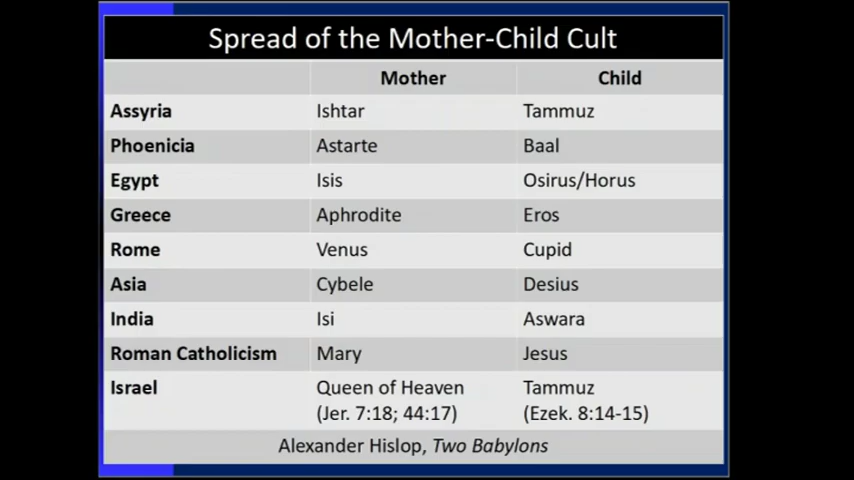 Spread of the Mother-Child Cult
Mother Child
Assyria Ishtar Tammuz
Phoenicia Astarte Baal
Egypt Isis Osirus/Horus
Greece Aphrodite Eros
Rome Venus Cupid
Asia Cybele Desius
India Isi Aswara
Roman Catholicism Mary Jesus
Israel Queen of Heaven Tammuz
(Jer. 7:18; 44:17) (Ezek. 8:14-15)
Alexander Hislop, Two Babylons